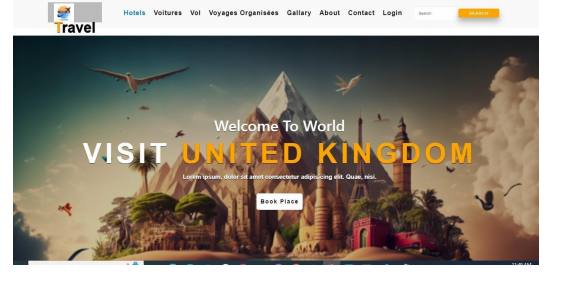 Travel
Hotels Voitures Vol Voyages Organisées Gallary About Contact Login Search SEARCH
Welcome To World
VISIT UNITED KINGDOM
Lorem ipsum, dolor sit amet consectetur adipisicing elit. Quae, nisi.
Book Place